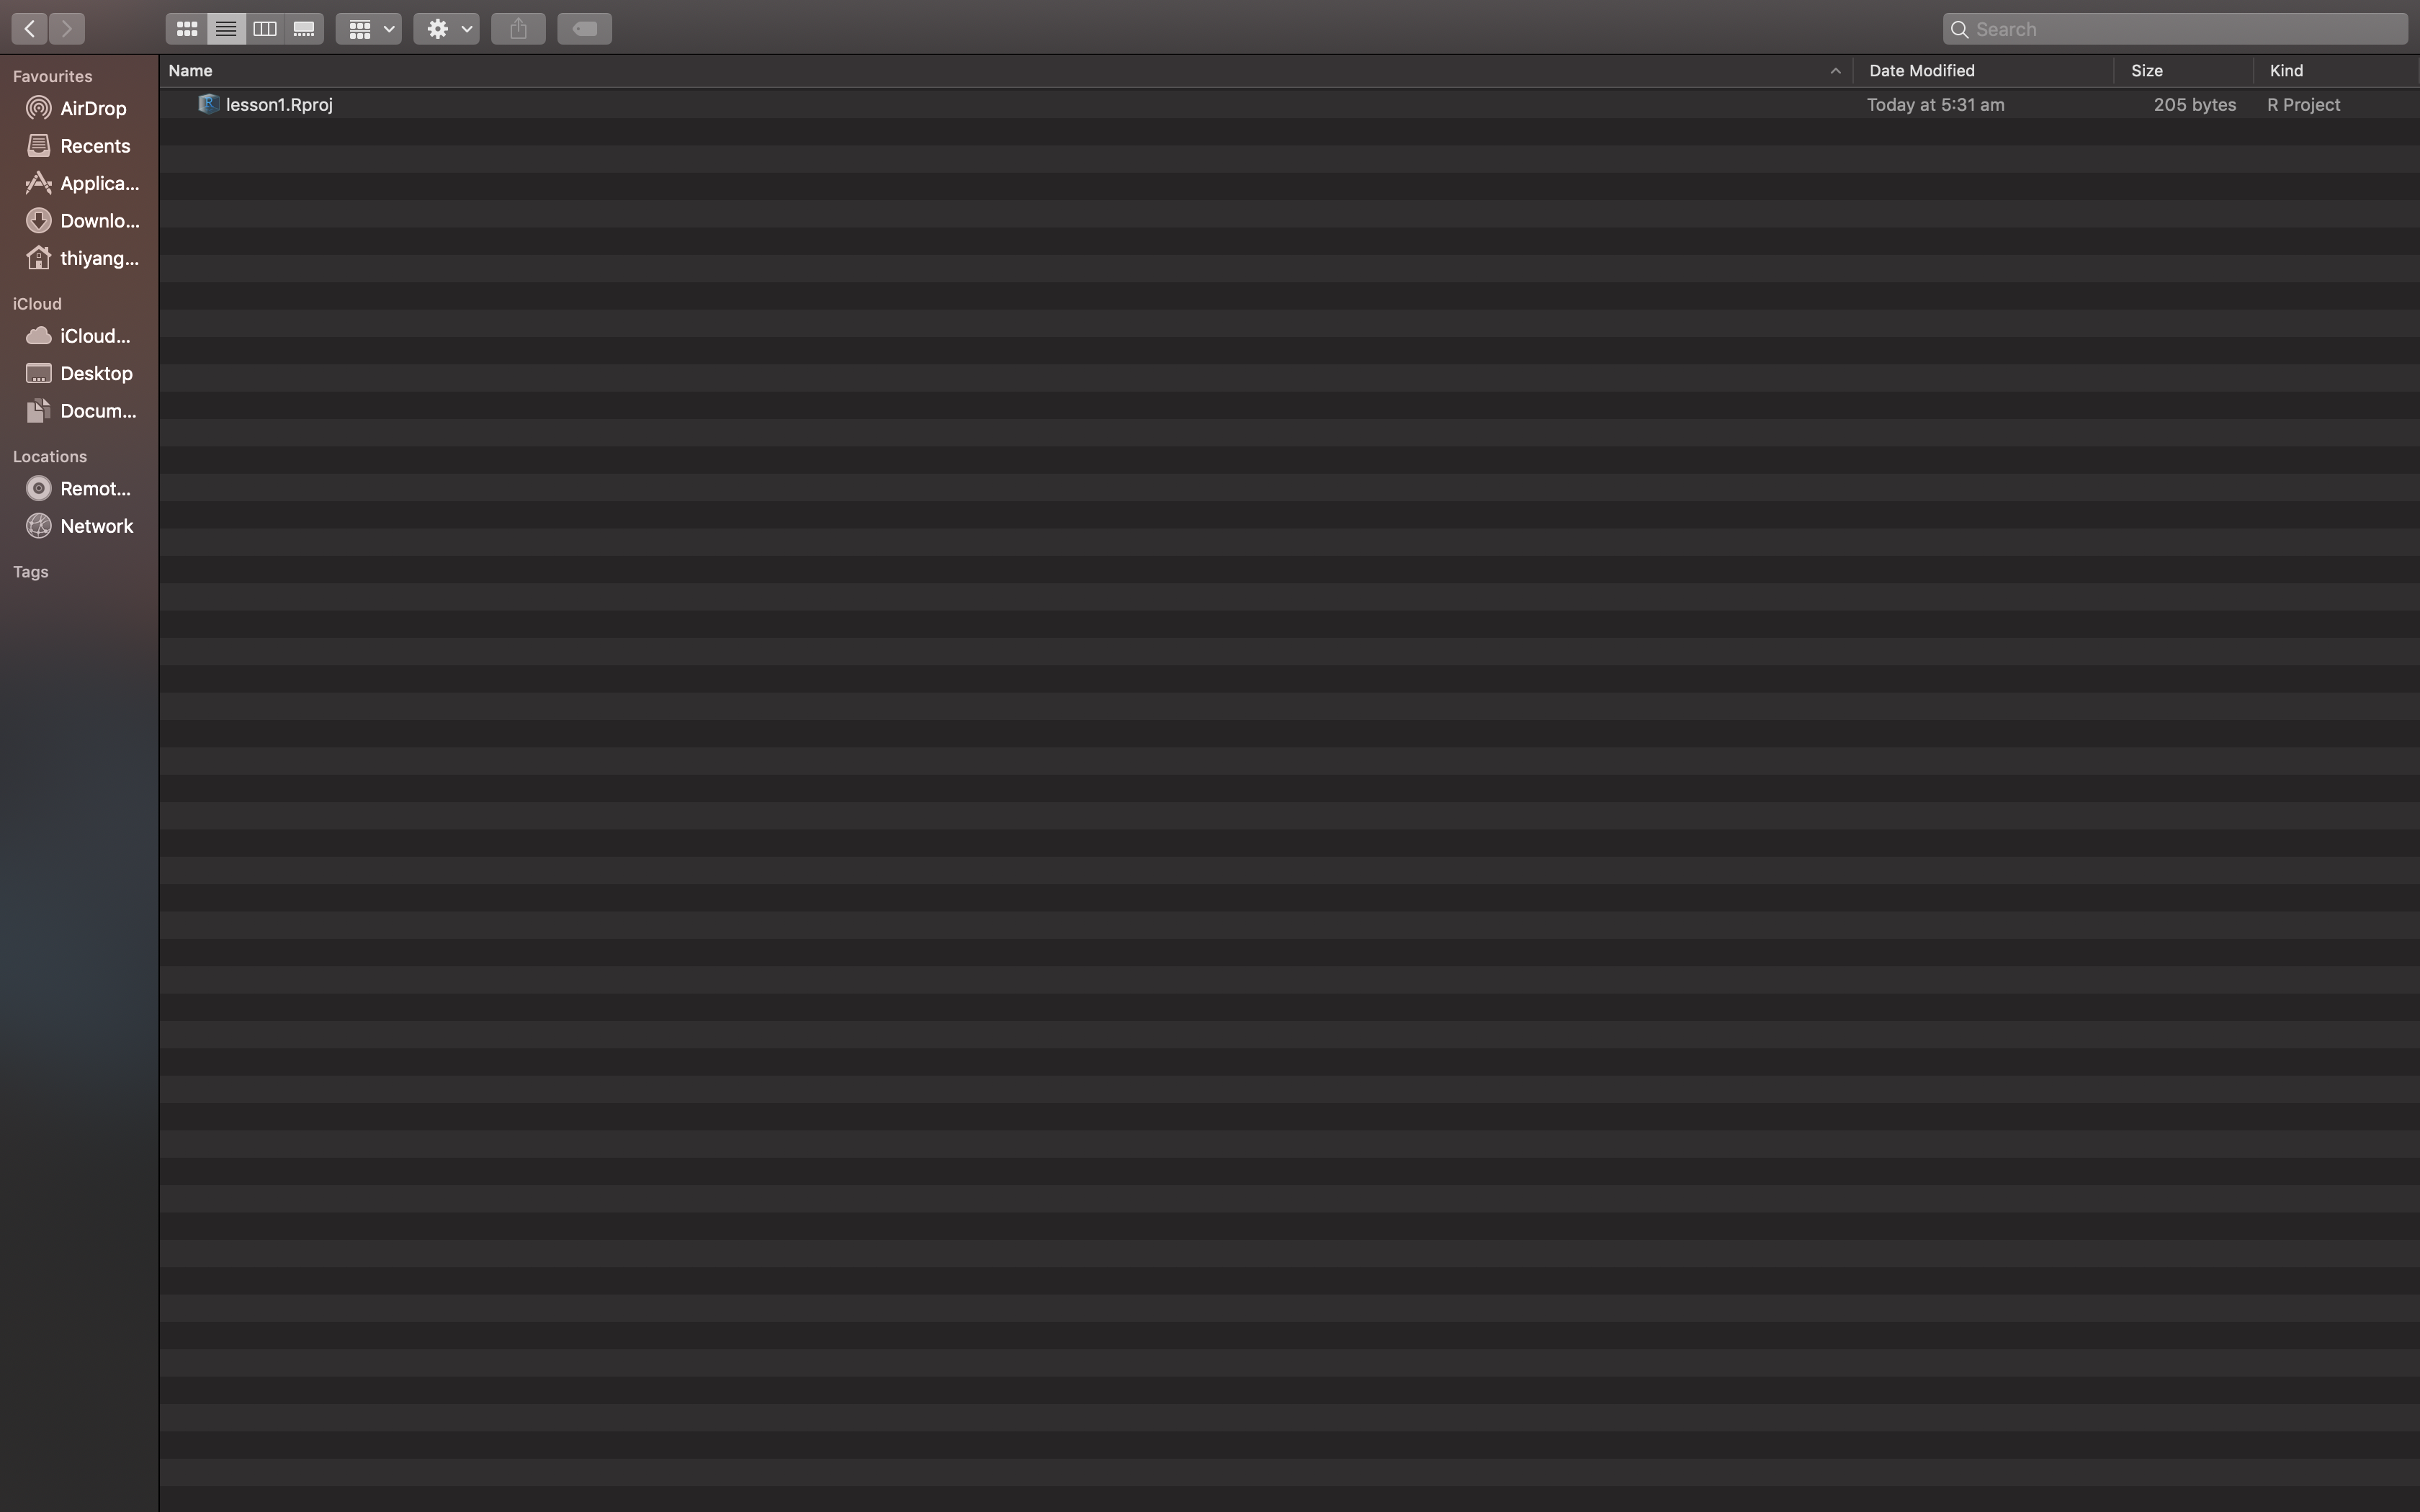 Search
Favourites
AirDrop
Recents
Applica...
Downlo...
thiyang...
iCloud
iCloud...
Desktop
Docum...
Locations
Remot...
Network
Tags
Name Date Modified Size Kind
lesson1.Rproj Today at 5:31 am 205 bytes R Project